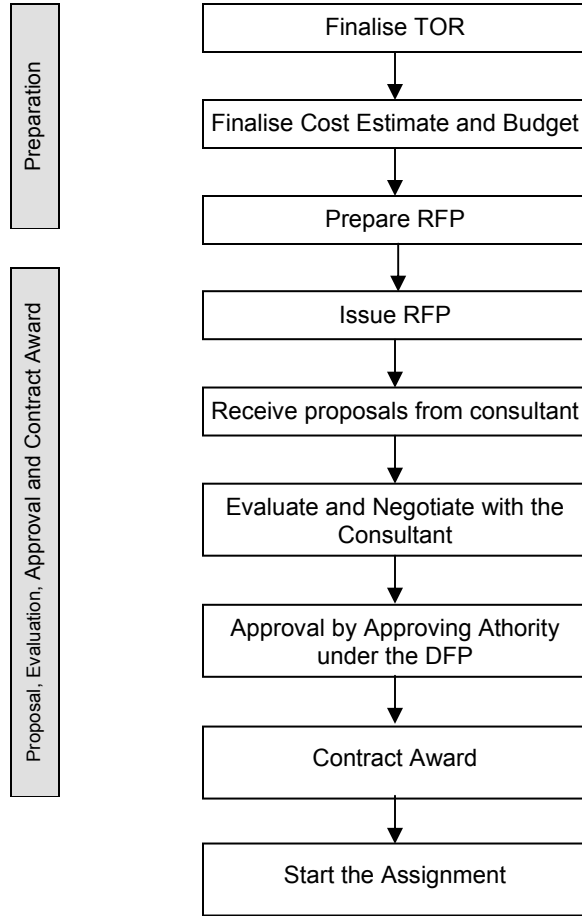 Preparation
Finalise TOR
Finalise Cost Estimate and Budget
Prepare RFP
Proposal, Evaluation, Approval and Contract Award
Issue RFP
Receive proposals from consultant
Evaluate and Negotiate with the
Consultant
Approval by Approving Athority
under the DFP
Contract Award
Start the Assignment